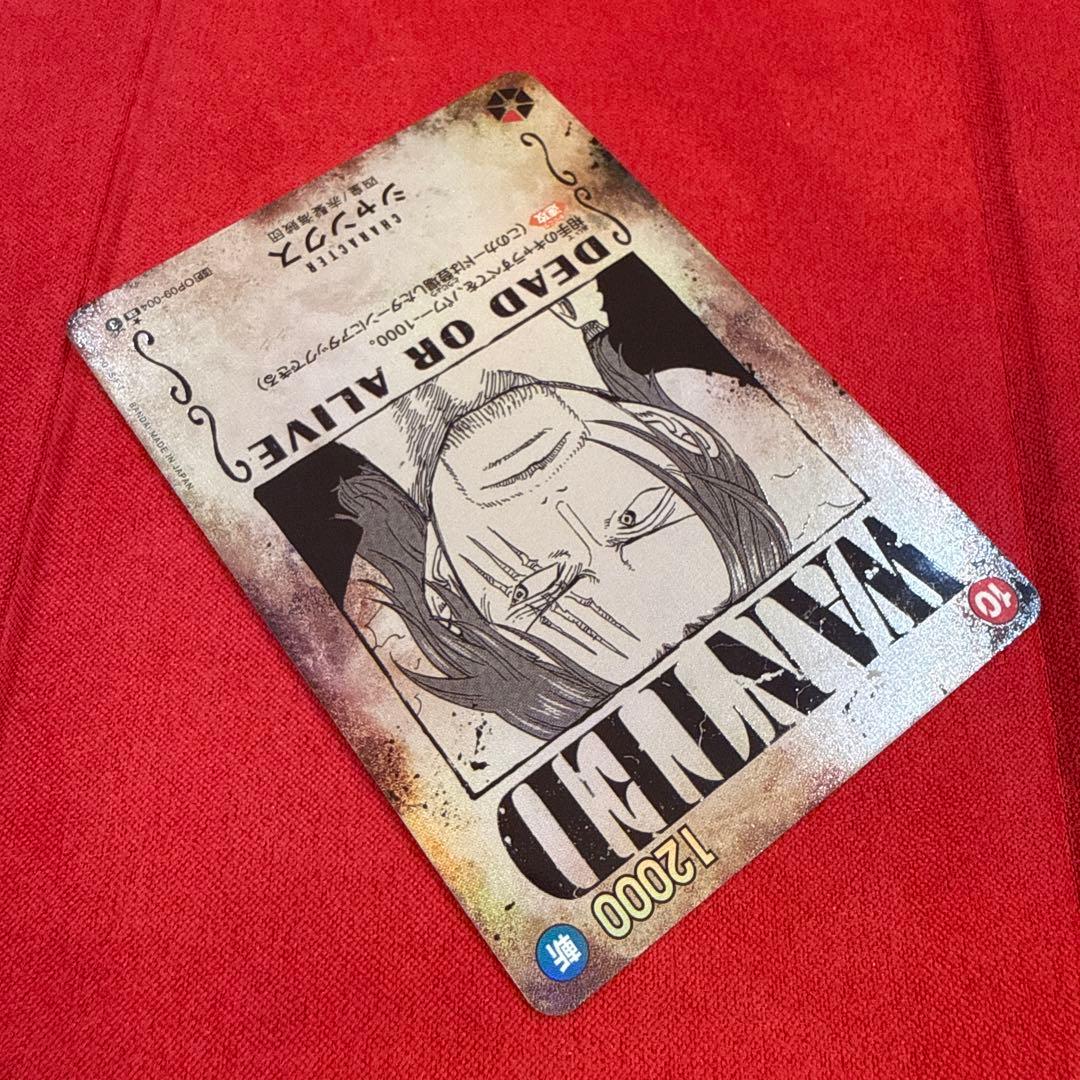 10
12000
斬
WANTED
DEAD OR ALIVE
速攻
(このカードは登場したターンにアタックできる)
相手のキャラすべてを、パワー-1000。
CHARACTER
シャンクス
四皇/赤髪海賊団
OP09-004
BANDAI MADE IN JAPAN